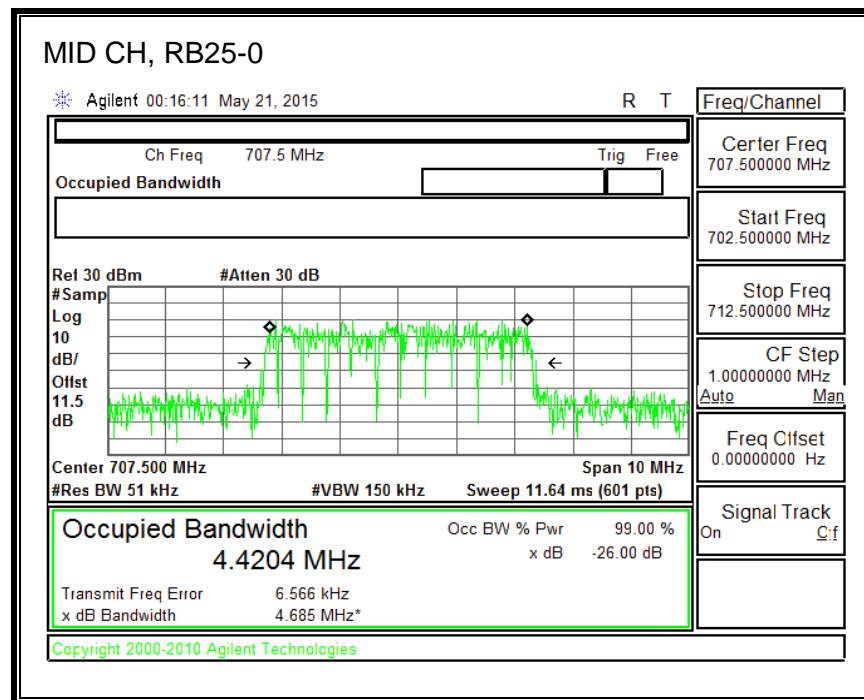 MID CH, RB25-0
Agilent 00:16:11 May 21, 2015 R T
Freq/Channel
Ch Freq 707.5 MHz Trig Free
Occupied Bandwidth
Center Freq
707.500000 MHz
Start Freq
702.500000 MHz
Stop Freq
712.500000 MHz
CF Step
1.00000000 MHz
Auto Man
Freq Offset
0.00000000 Hz
Signal Track
On Off
Ref 30 dBm #Atten 30 dB
#Samp
Log
10
dB/
Offst
11.5
dB
Center 707.500 MHz Span 10 MHz
#Res BW 51 kHz #VBW 150 kHz Sweep 11.64 ms (601 pts)
Occupied Bandwidth Occ BW % Pwr 99.00 %
4.4204 MHz x dB -26.00 dB
Transmit Freq Error 6.566 kHz
x dB Bandwidth 4.685 MHz*
Copyright 2000-2010 Agilent Technologies